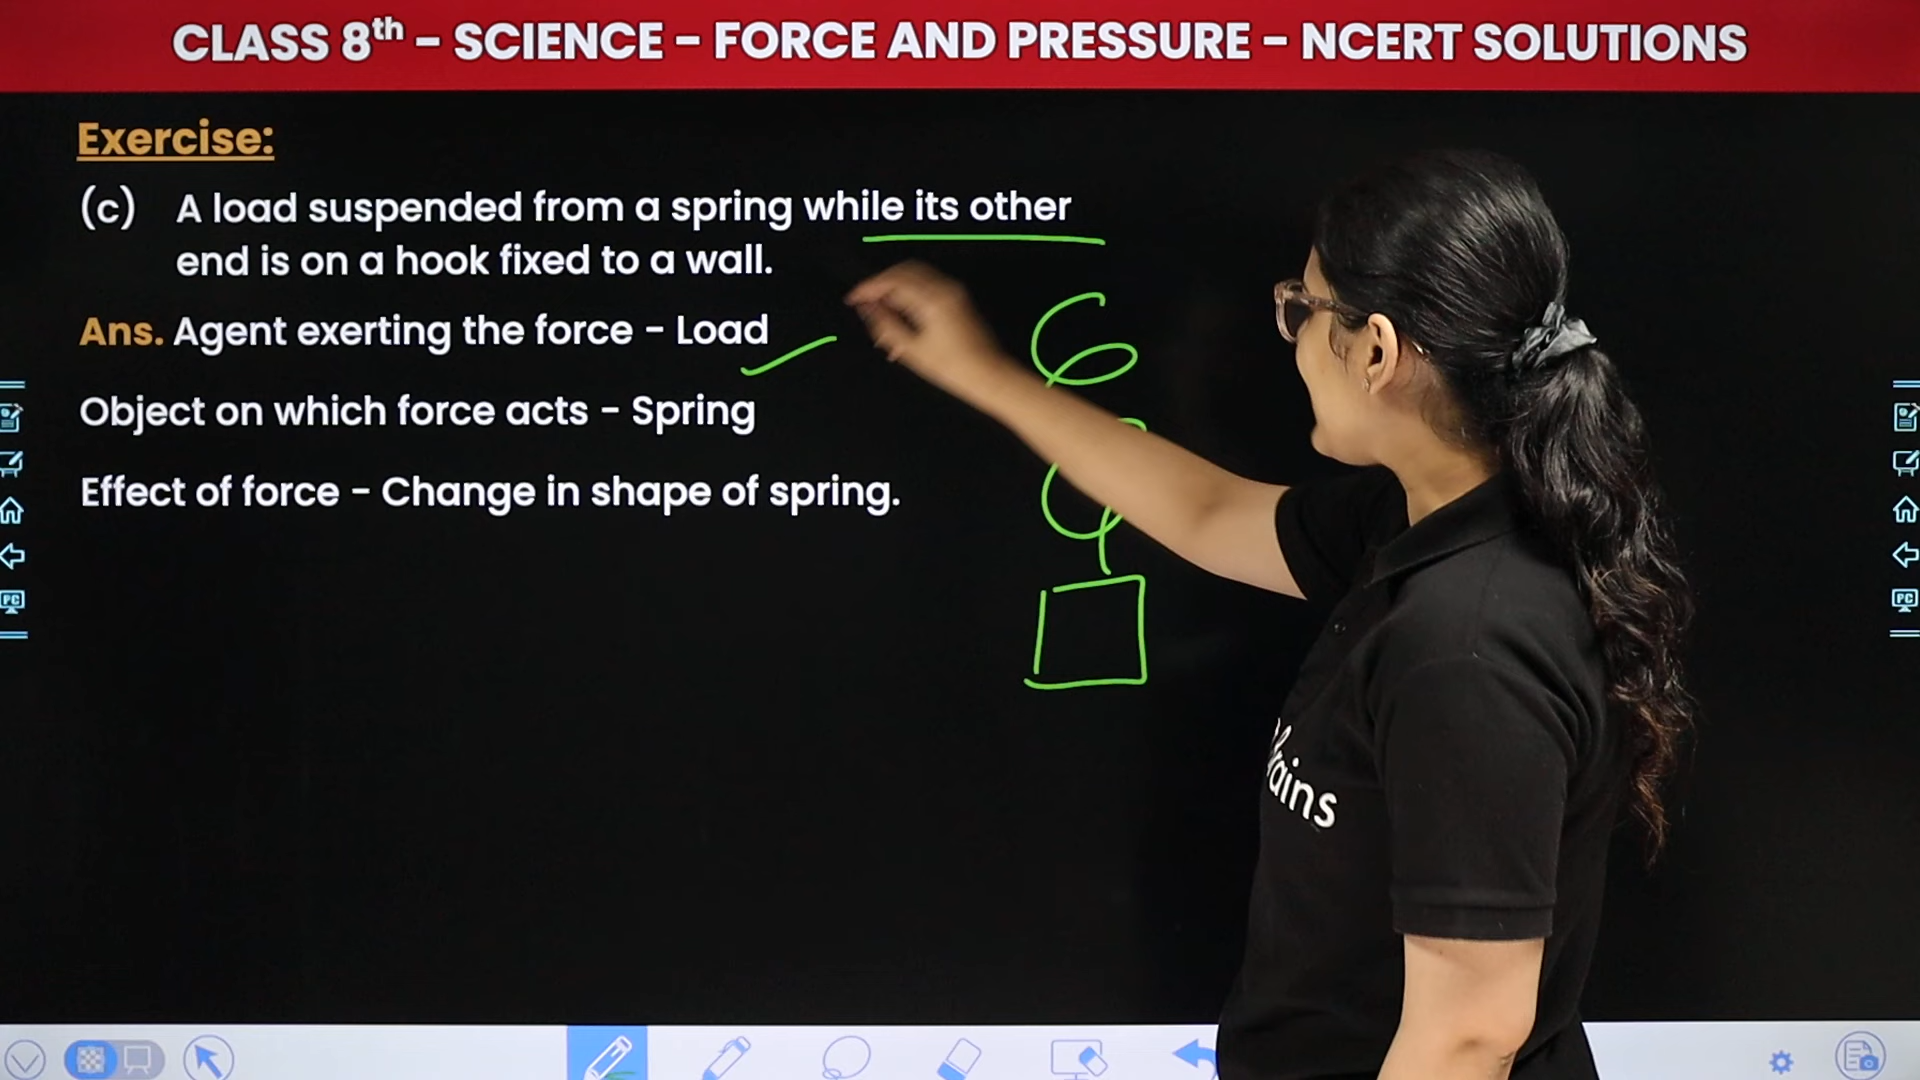 CLASS 8th - SCIENCE - FORCE AND PRESSURE - NCERT SOLUTIONS
Exercise:
(c) A load suspended from a spring while its other
end is on a hook fixed to a wall.
Ans. Agent exerting the force - Load
Object on which force acts - Spring
Effect of force - Change in shape of spring.
PC
PC